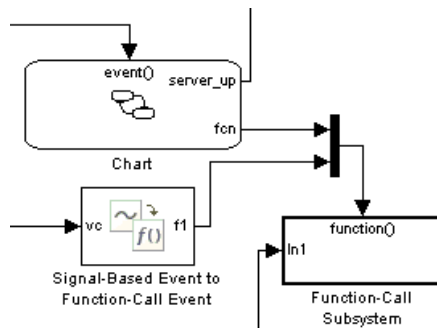 event()
server_up
fcn
Chart
vc
f()
f1
Signal-Based Event to
Function-Call Event
function()
In1
Function-Call
Subsystem